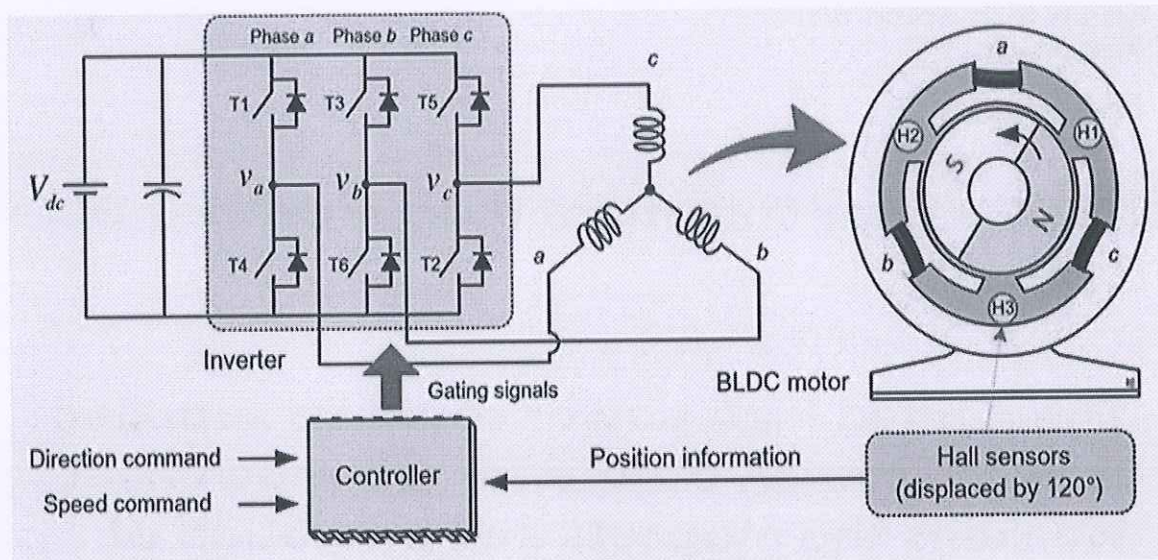 Phase a Phase b Phase c
T1 T3 T5
V_dc
v_a v_b v_c
T4 T6 T2
Inverter
Gating signals
Direction command
Speed command
Controller
c
a
b
a
H2
H1
S
N
b
c
H3
BLDC motor
Position information
Hall sensors
(displaced by 120°)